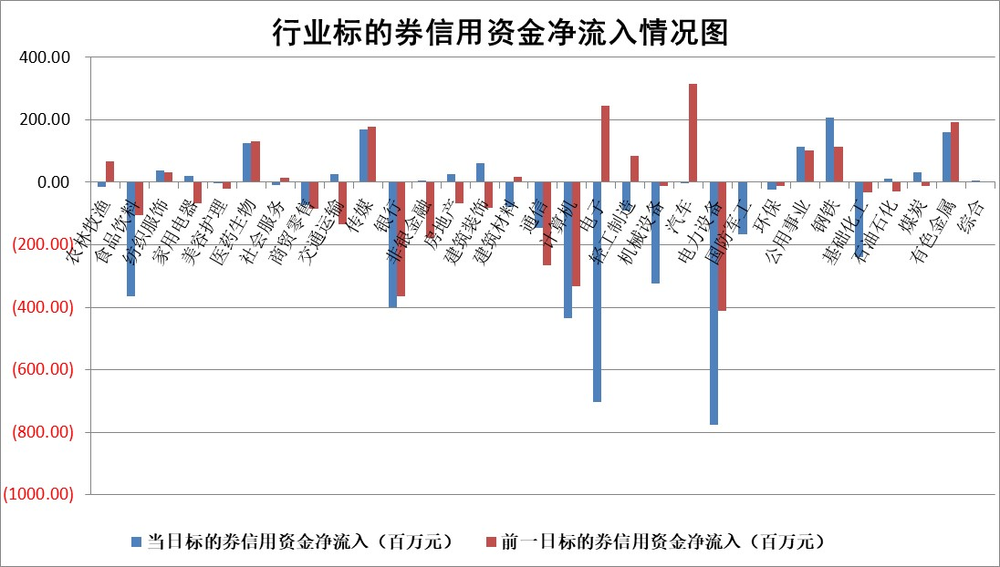 行业标的券信用资金净流入情况图
400.00
200.00
0.00
(200.00)
(400.00)
(600.00)
(800.00)
(1000.00)
农林牧渔
食品饮料
纺织服饰
家用电器
美容护理
医药生物
社会服务
商贸零售
交通运输
传媒
银行
非银金融
房地产
建筑装饰
建筑材料
通信
计算机
电子
轻工制造
机械设备
汽车
电力设备
国防军工
环保
公用事业
钢铁
基础化工
石油石化
煤炭
有色金属
综合
当日标的券信用资金净流入（百万元）
前一日标的券信用资金净流入（百万元）